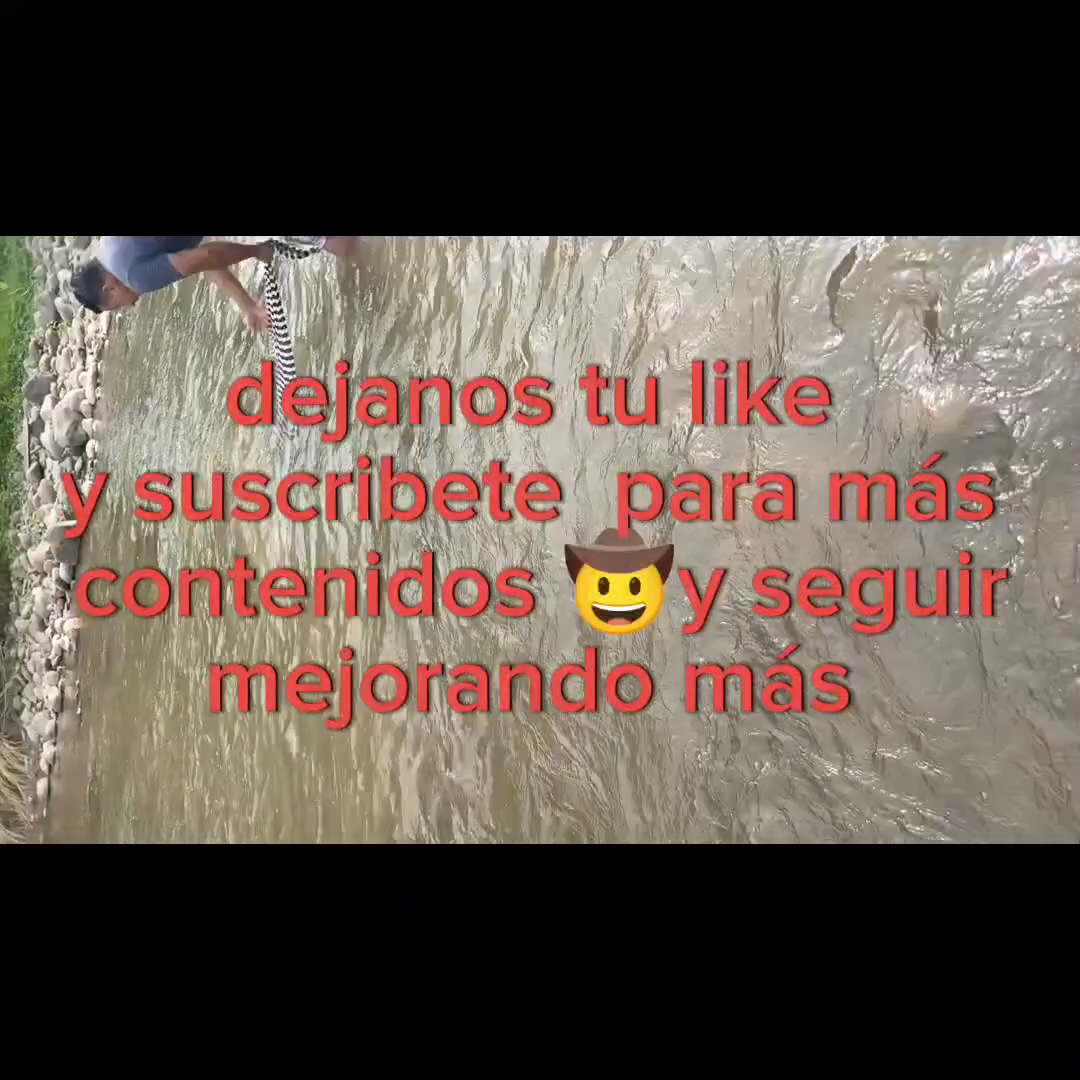 dejanos tu like
y suscribete para más
contenidos 🤠y seguir
mejorando más